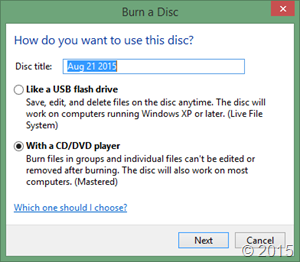 Burn a Disc
How do you want to use this disc?
Disc title: Aug 21 2015
Like a USB flash drive
Save, edit, and delete files on the disc anytime. The disc will
work on computers running Windows XP or later. (Live File
System)
With a CD/DVD player
Burn files in groups and individual files can't be edited or
removed after burning. The disc will also work on most
computers. (Mastered)
Which one should I choose?
Next Cancel
© 2015